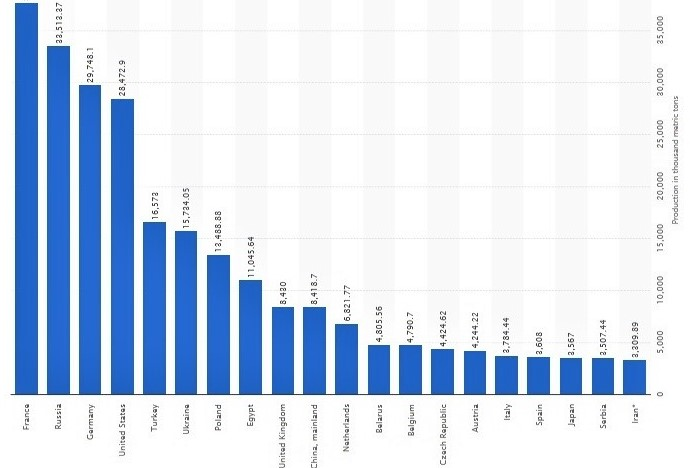 33,513.37
29,748.1
28,472.9
16,573
15,734.05
13,488.88
11,045.64
8,430
8,418.7
6,821.77
4,805.56
4,790.7
4,424.62
4,244.22
3,784.44
3,608
3,567
3,507.44
3,309.89
France
Russia
Germany
United States
Turkey
Ukraine
Poland
Egypt
United Kingdom
China, mainland
Netherlands
Belarus
Belgium
Czech Republic
Austria
Italy
Spain
Japan
Serbia
Iran*
35,000
30,000
25,000
20,000
15,000
10,000
5,000
0
Production in thousand metric tons